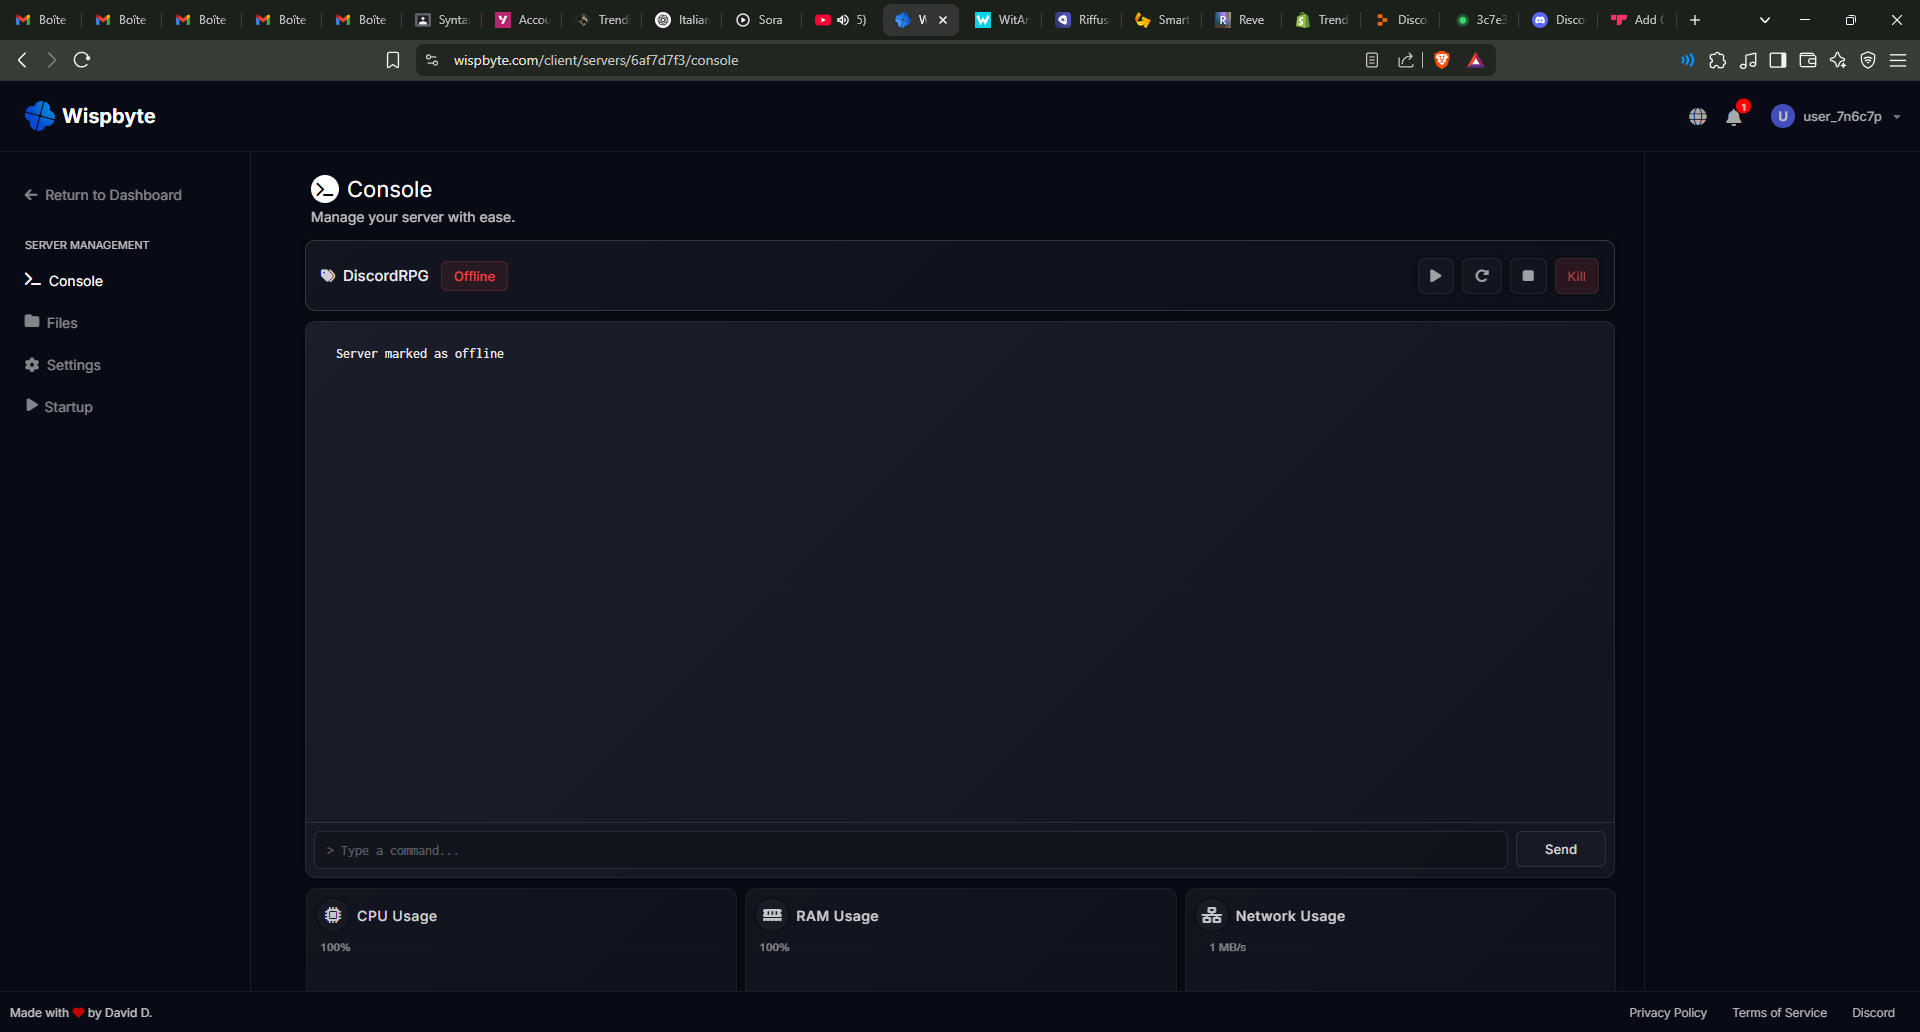 Boîte
Boîte
Boîte
Boîte
Boîte
Synta
Accou
Trendi
Italian
Sora
5)
W
WitAr
Riffus
Smart
Reve
Trend
Disco
3c7e3
Disco
Add
wispbyte.com/client/servers/6af7d7f3/console
Wispbyte
1
U
user_7n6c7p
Return to Dashboard
SERVER MANAGEMENT
Console
Files
Settings
Startup
Console
Manage your server with ease.
DiscordRPG
Offline
Kill
Server marked as offline
> Type a command...
Send
CPU Usage
100%
RAM Usage
100%
Network Usage
1 MB/s
Made with ❤ by David D.
Privacy Policy
Terms of Service
Discord